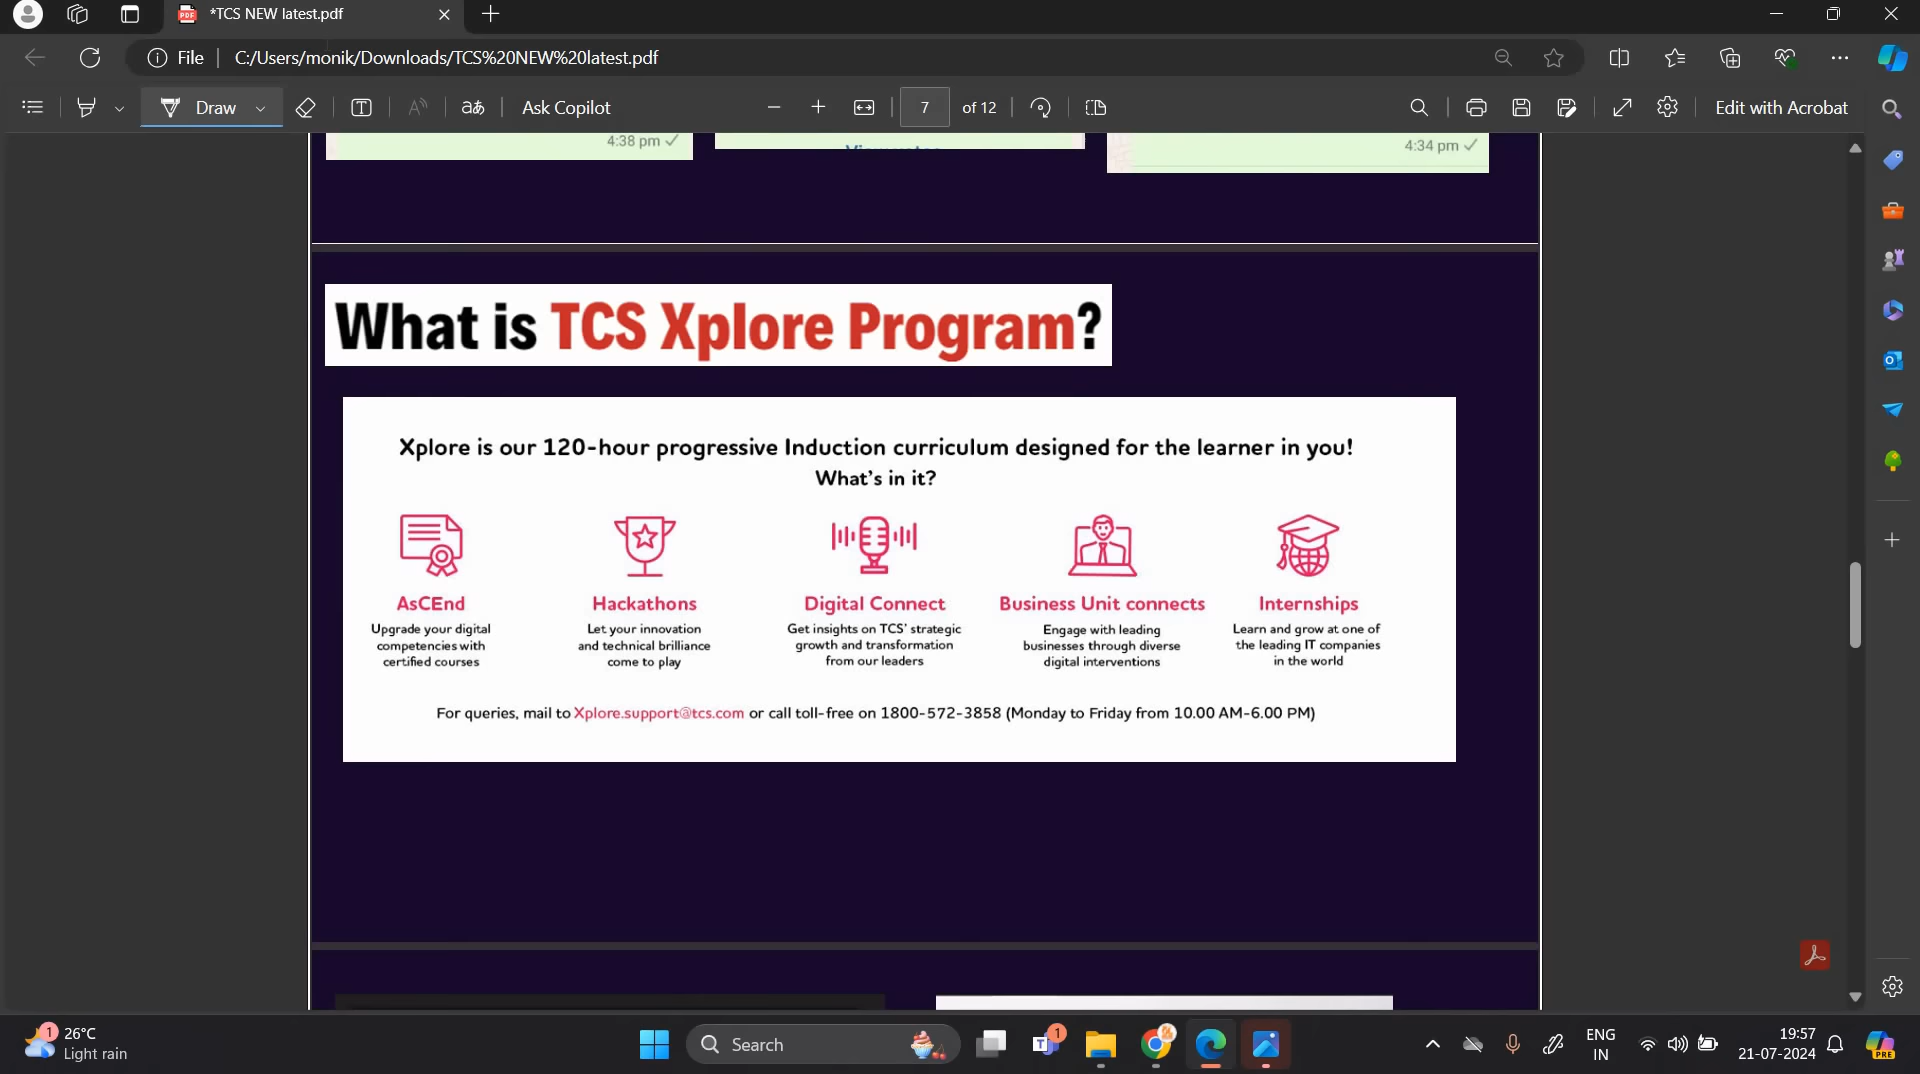 *TCS NEW latest.pdf
File
C:/Users/monik/Downloads/TCS%20NEW%20latest.pdf
Draw
Ask Copilot
7
of 12
Edit with Acrobat
4:38 pm
4:34 pm
What is TCS Xplore Program?
Xplore is our 120-hour progressive Induction curriculum designed for the learner in you!
What's in it?
AsCEnd
Upgrade your digital
competencies with
certified courses
Hackathons
Let your innovation
and technical brilliance
come to play
Digital Connect
Get insights on TCS' strategic
growth and transformation
from our leaders
Business Unit connects
Engage with leading
businesses through diverse
digital interventions
Internships
Learn and grow at one of
the leading IT companies
in the world
For queries, mail to Xplore.support@tcs.com or call toll-free on 1800-572-3858 (Monday to Friday from 10.00 AM-6.00 PM)
1
26°C
Light rain
Search
1
ENG
IN
19:57
21-07-2024
PRE